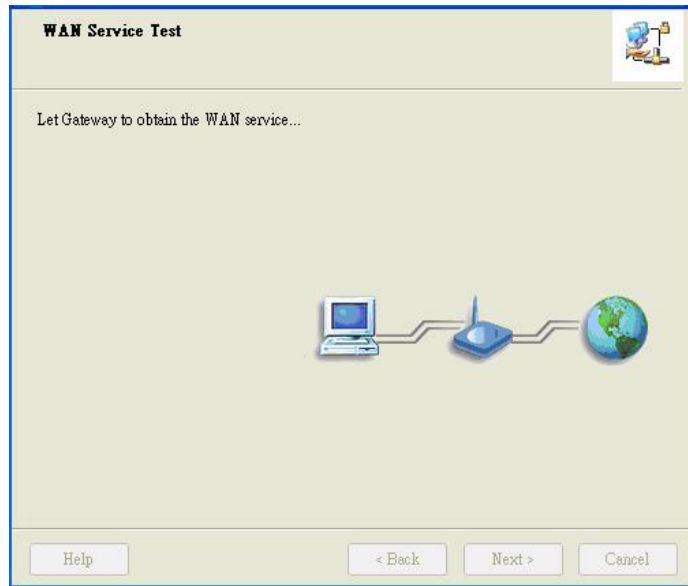 WAN Service Test
Let Gateway to obtain the WAN service...
Help
< Back
Next >
Cancel